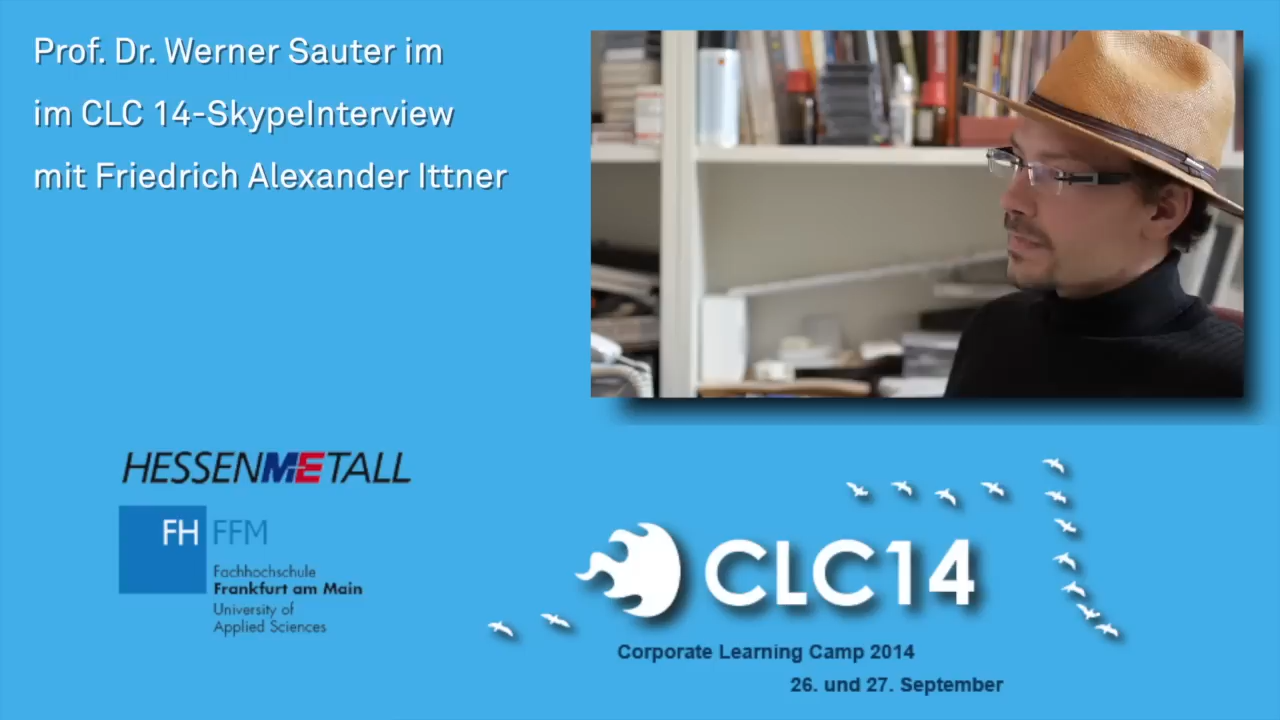 Prof. Dr. Werner Sauter im
im CLC 14-SkypeInterview
mit Friedrich Alexander Ittner
HESSENMETALL
FH FFM
Fachhochschule
Frankfurt am Main
University of
Applied Sciences
CLC14
Corporate Learning Camp 2014
26. und 27. September